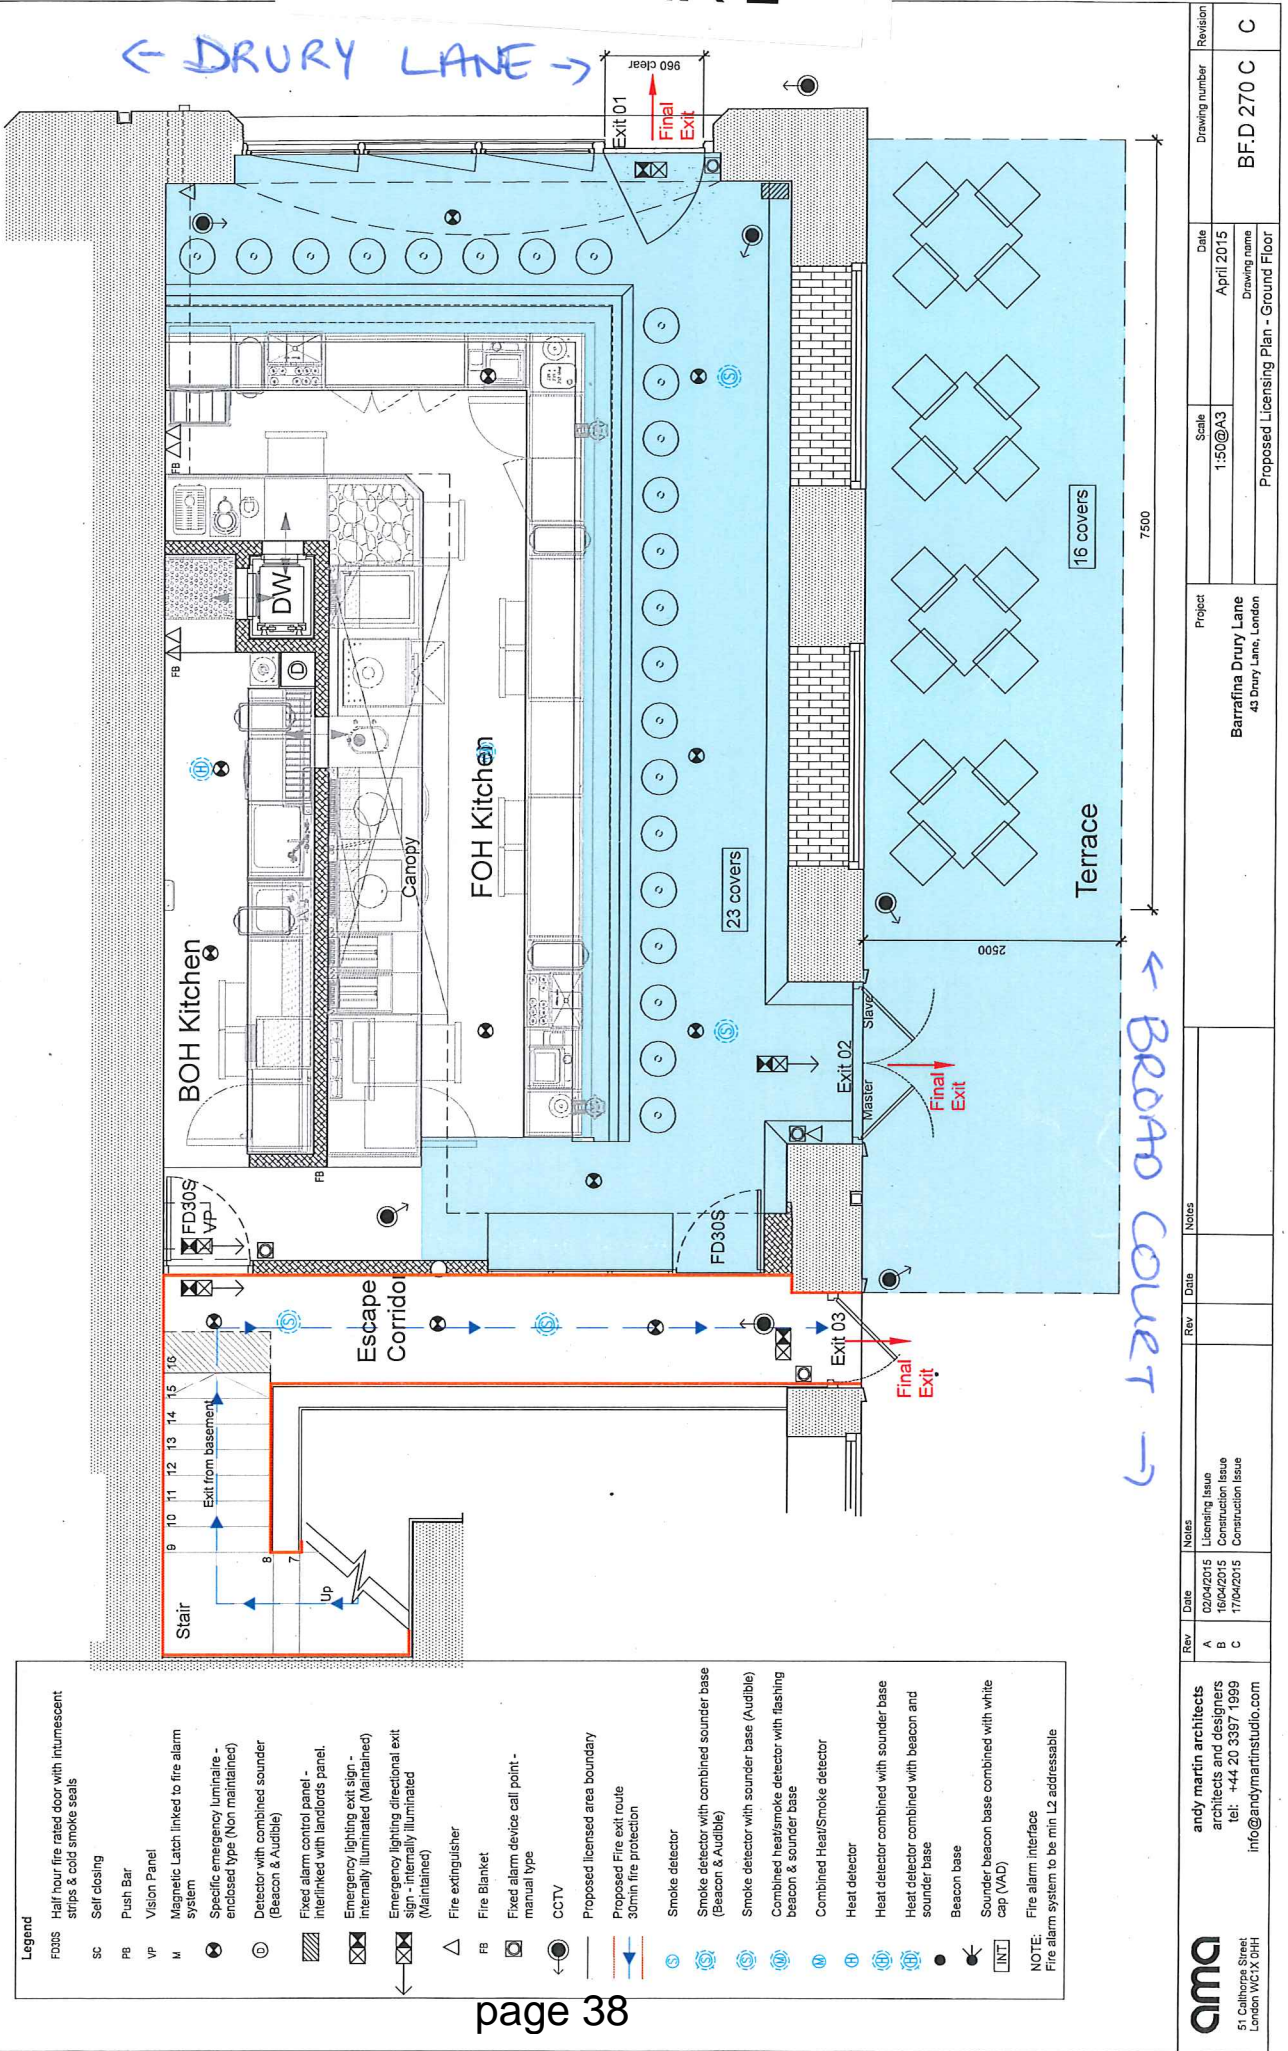 ← DRURY LANE →
960 clear
Exit 01
Final
Exit
FB
DW
FB
D
H
BOH Kitchen
Canopy
FOH Kitchen
S
23 covers
S
16 covers
Terrace
7500
2500
Slave
Master
Exit 02
Final
Exit
← BROAD COURT →
FB
FD30S
VP
FD30S
Escape
Corridor
S
S
Exit 03
Final
Exit
16
15
14
13
12
11
10
9
8
7
Exit from basement
Up
Stair
Legend
FD30S Half hour fire rated door with intumescent
strips & cold smoke seals
SC Self closing
PB Push Bar
VP Vision Panel
M Magnetic Latch linked to fire alarm
system
Specific emergency luminaire -
enclosed type (Non maintained)
D Detector with combined sounder
(Beacon & Audible)
Fixed alarm control panel -
interlinked with landlords panel.
Emergency lighting exit sign -
internally illuminated (Maintained)
Emergency lighting directional exit
sign - internally illuminated
(Maintained)
Fire extinguisher
FB Fire Blanket
Fixed alarm device call point -
manual type
CCTV
Proposed licensed area boundary
Proposed Fire exit route
30min fire protection
S Smoke detector
S Smoke detector with combined sounder base
(Beacon & Audible)
S Smoke detector with sounder base (Audible)
M Combined heat/smoke detector with flashing
beacon & sounder base
M Combined Heat/Smoke detector
H Heat detector
H Heat detector combined with sounder base
H Heat detector combined with beacon and
sounder base
Beacon base
Sounder beacon base combined with white
cap (VAD)
INT Fire alarm interface
NOTE:
Fire alarm system to be min L2 addressable
page 38
ama
51 Calthorpe Street
London WC1X OHH
andy martin architects
architects and designers
tel: +44 20 3397 1999
info@andymartinstudio.com
Rev Date Notes
A 02/04/2015 Licensing Issue
B 16/04/2015 Construction Issue
C 17/04/2015 Construction Issue
Rev Date Notes
Project
Barrafina Drury Lane
43 Drury Lane, London
Scale
1:50@A3
Date
April 2015
Drawing name
Proposed Licensing Plan - Ground Floor
Drawing number
BF.D 270 C
Revision
C